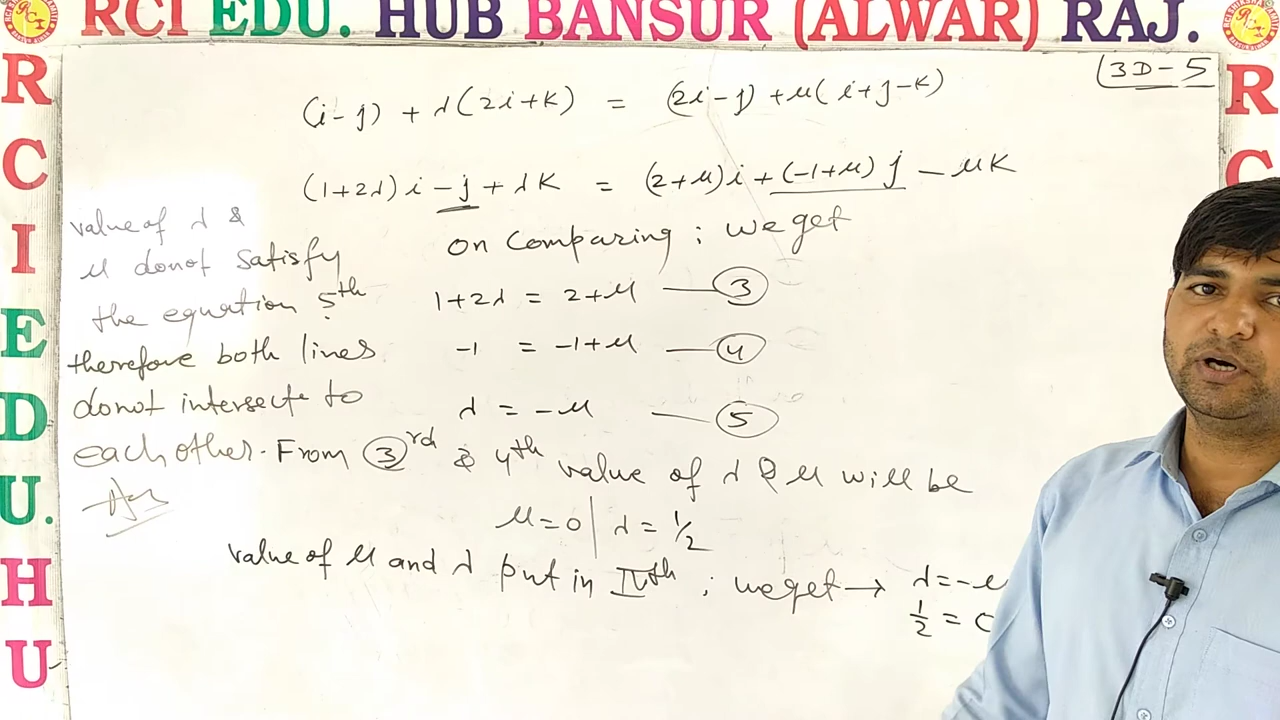 RCI EDU. HUB BANSUR (ALWAR) RAJ.
R
C
I
E
D
U.
H
U
R
C
3D-5
(i-j) + λ(2i+k) = (2i-j) + μ(i+j-k)
(1+2λ)i - j + λk = (2+μ)i + (-1+μ)j - μk
on comparing; we get
1+2λ = 2+μ — ③
-1 = -1+μ — ④
λ = -μ — ⑤
value of λ &
μ donot satisfy
the equation 5th
therefore both lines
donot intersecte to
each other.
Ans
From ③rd & 4th value of λ & μ will be
μ=0 | λ = 1/2
value of μ and λ put in IVth ; we get → λ=-μ
1/2 = 0